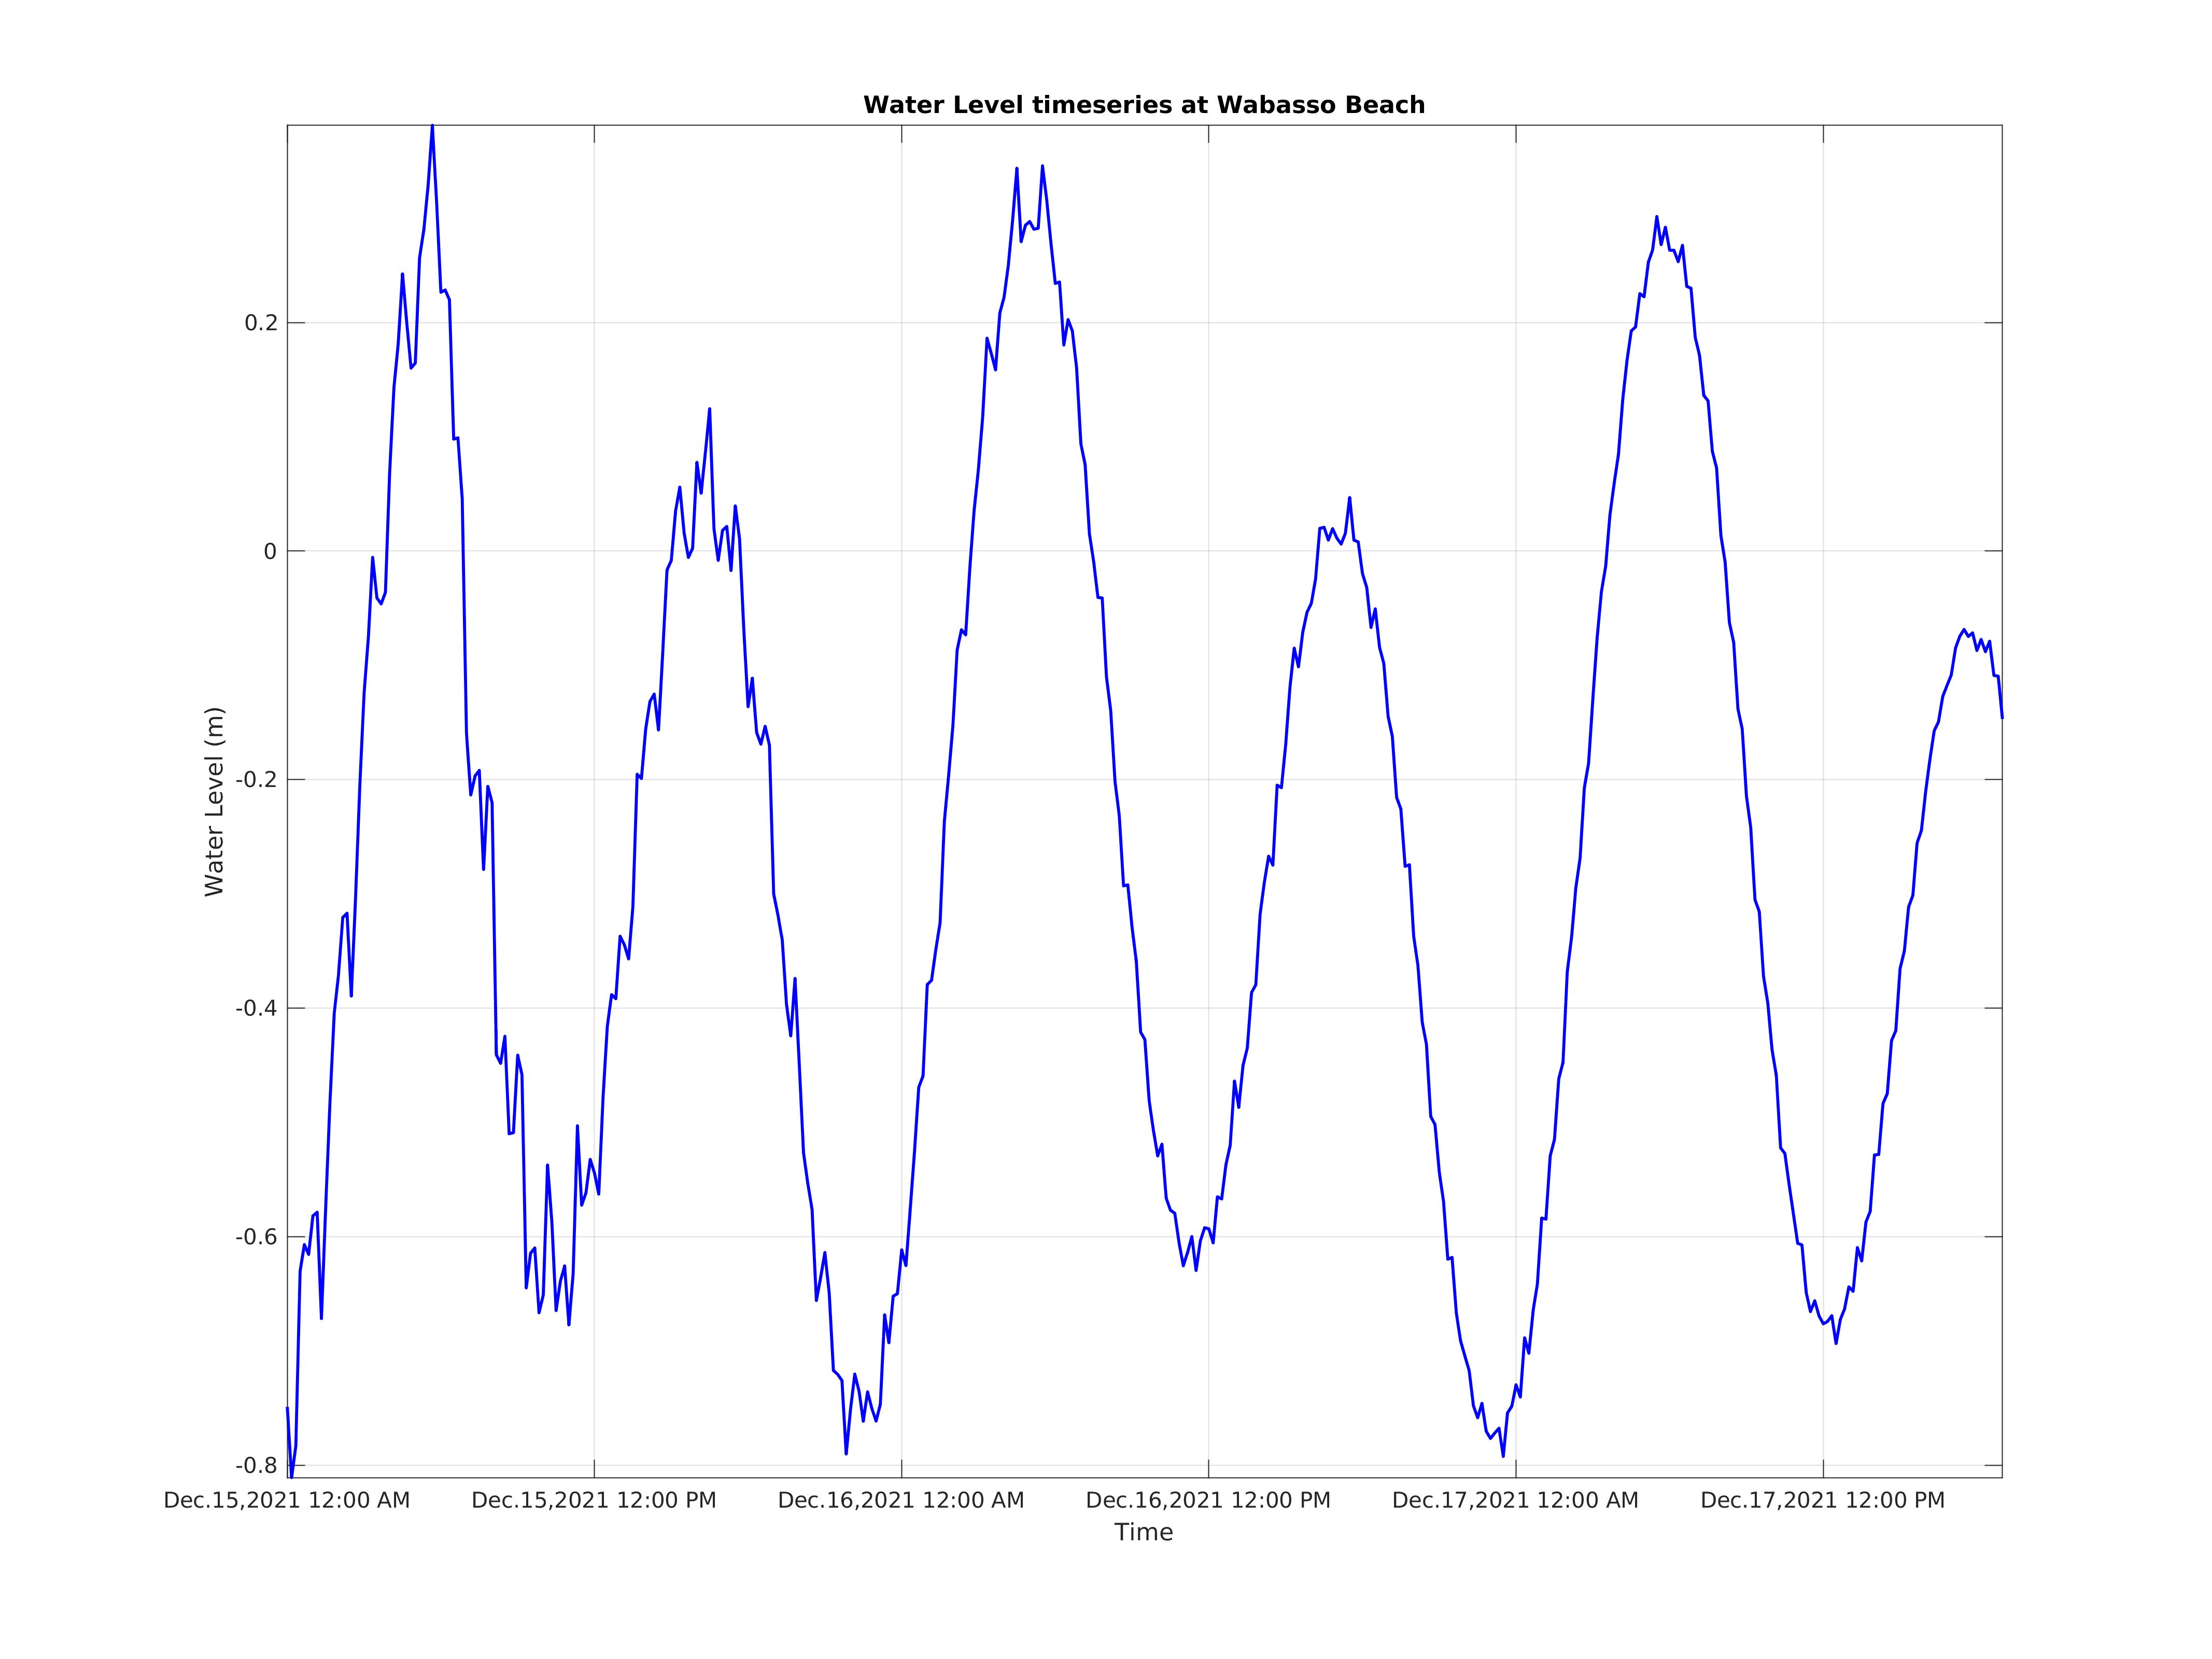 Water Level timeseries at Wabasso Beach
0.2
0
-0.2
-0.4
-0.6
-0.8
Water Level (m)
Dec.15,2021 12:00 AM Dec.15,2021 12:00 PM Dec.16,2021 12:00 AM Dec.16,2021 12:00 PM Dec.17,2021 12:00 AM Dec.17,2021 12:00 PM
Time